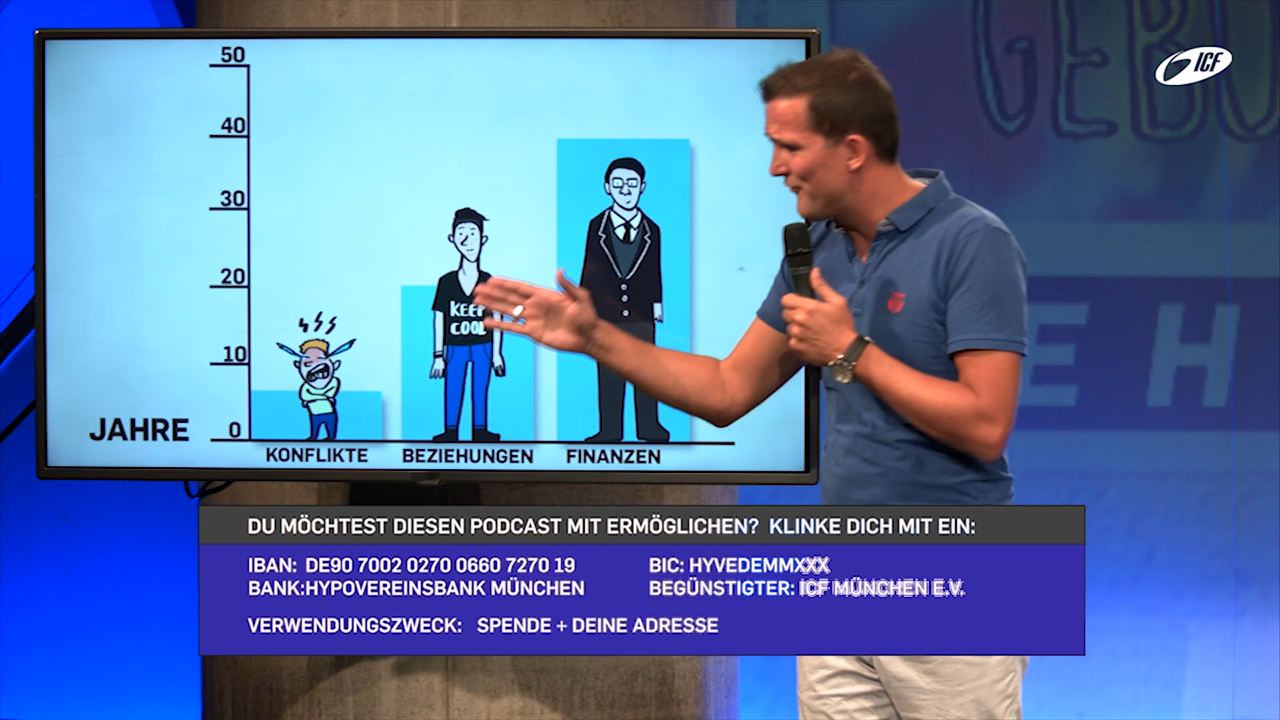 ICF
GEBO
50
40
30
20
10
0
JAHRE
KEEP
COOL
KONFLIKTE
BEZIEHUNGEN
FINANZEN
EH
DU MÖCHTEST DIESEN PODCAST MIT ERMÖGLICHEN? KLINKE DICH MIT EIN:
IBAN: DE90 7002 0270 0660 7270 19
BIC: HYVEDEMMXXX
BANK:HYPOVEREINSBANK MÜNCHEN
BEGÜNSTIGTER: ICF MÜNCHEN E.V.
VERWENDUNGSZWECK: SPENDE + DEINE ADRESSE